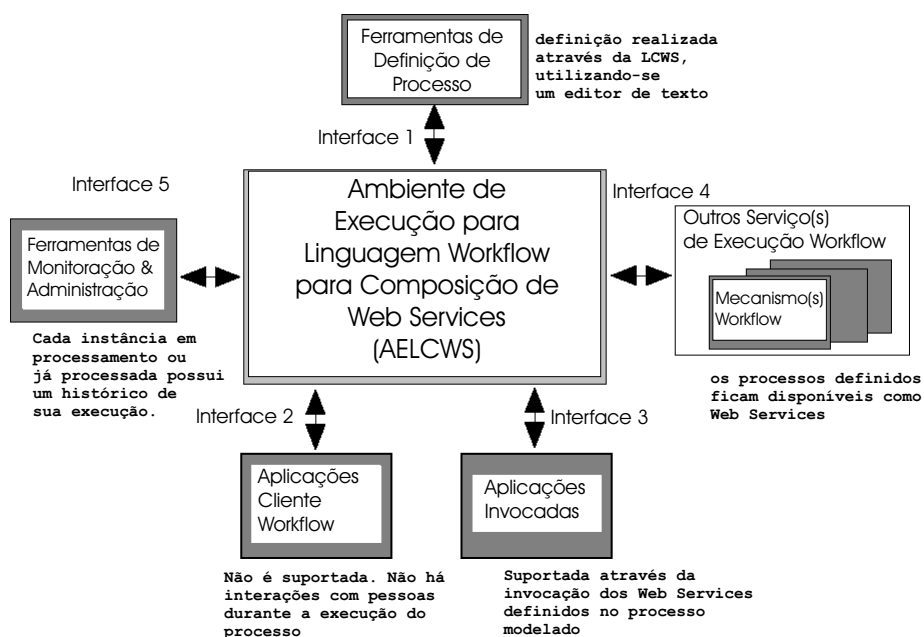 Ferramentas de
Definição de
Processo
definição realizada
através da LCWS,
utilizando-se
um editor de texto
Interface 1
Interface 5
Ferramentas de
Monitoração &
Administração
Cada instância em
processamento ou
já processada possui
um histórico de
sua execução.
Ambiente de
Execução para
Linguagem Workflow
para Composição de
Web Services
(AELCWS)
Interface 4
Outros Serviço(s)
de Execução Workflow
Mecanismo(s)
Workflow
os processos definidos
ficam disponíveis como
Web Services
Interface 2
Aplicações
Cliente
Workflow
Não é suportada. Não há
interações com pessoas
durante a execução do
processo
Interface 3
Aplicações
Invocadas
Suportada através da
invocação dos Web Services
definidos no processo
modelado